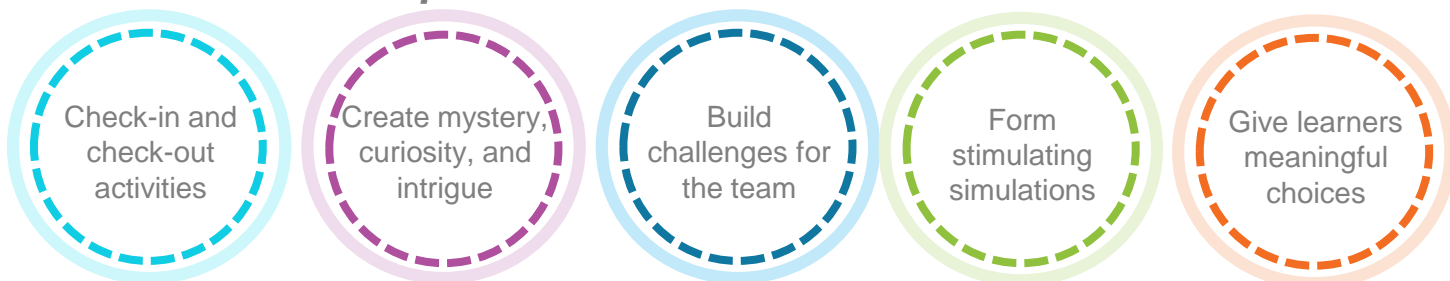 Check-in and
check-out
activities
Create mystery,
curiosity, and
intrigue
Build
challenges for
the team
Form
stimulating
simulations
Give learners
meaningful
choices